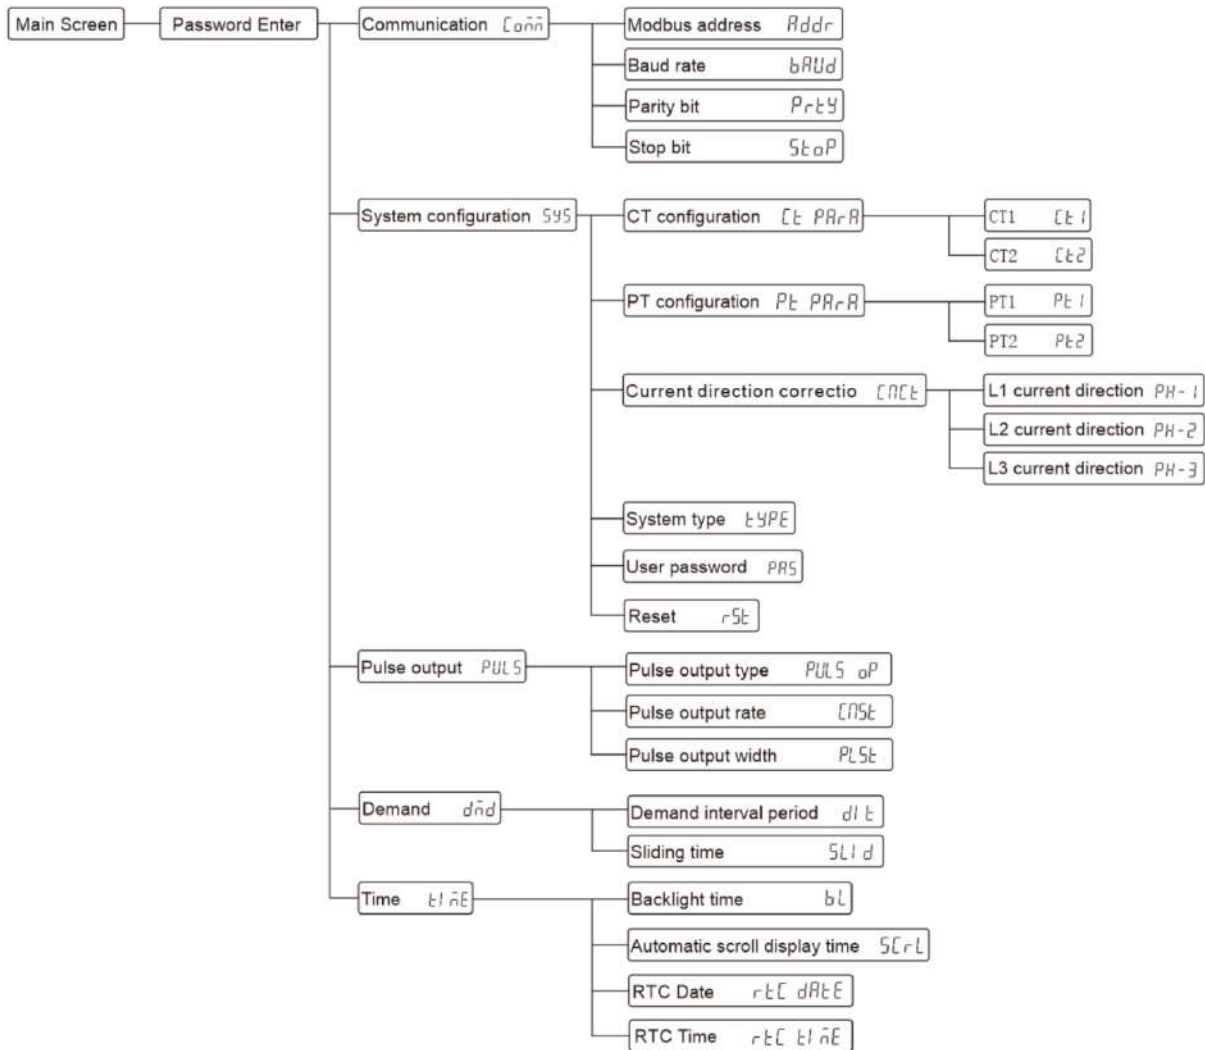 Main Screen
Password Enter
Communication Comm
Modbus address Addr
Baud rate bAUd
Parity bit PrtY
Stop bit StoP
System configuration SYS
CT configuration Ct PArA
CT1 Ct1
CT2 Ct2
PT configuration Pt PArA
PT1 Pt1
PT2 Pt2
Current direction correctio CnCt
L1 current direction PH-1
L2 current direction PH-2
L3 current direction PH-3
System type tYPE
User password PAS
Reset rSt
Pulse output PULS
Pulse output type PULS oP
Pulse output rate CnSt
Pulse output width PLSt
Demand dmd
Demand interval period dIt
Sliding time SLId
Time tImE
Backlight time bL
Automatic scroll display time SCrL
RTC Date rtC dAtE
RTC Time rtC tImE